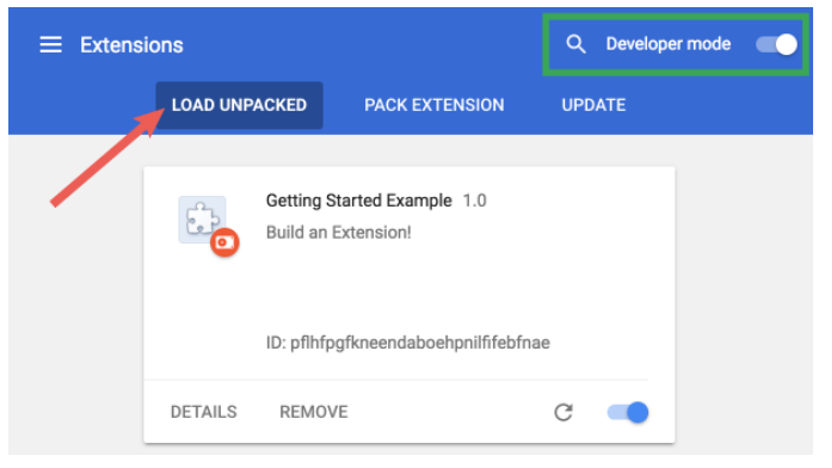 Extensions
Developer mode
LOAD UNPACKED
PACK EXTENSION
UPDATE
Getting Started Example 1.0
Build an Extension!
ID: pflhfpgfkneendaboehpnilfifebfnae
DETAILS
REMOVE